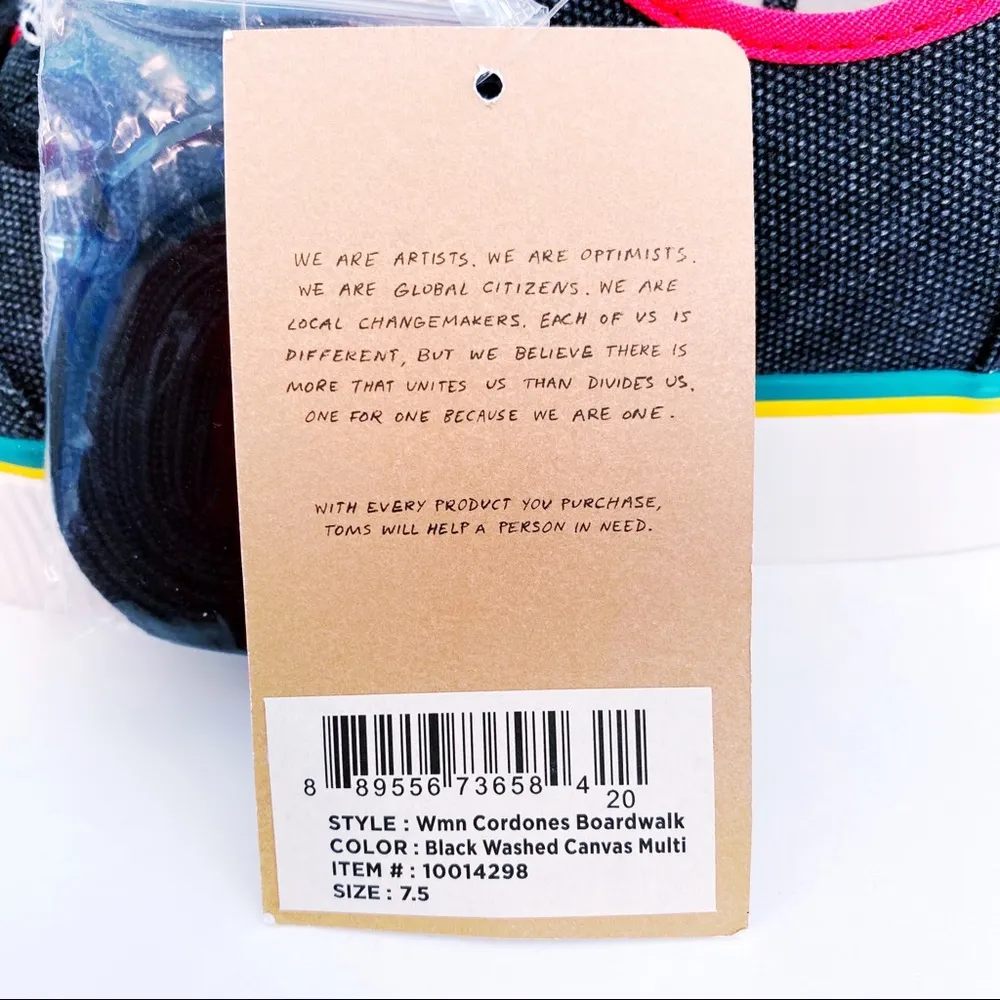 WE ARE ARTISTS. WE ARE OPTIMISTS.
WE ARE GLOBAL CITIZENS. WE ARE
LOCAL CHANGEMAKERS. EACH OF US IS
DIFFERENT, BUT WE BELIEVE THERE IS
MORE THAT UNITES US THAN DIVIDES US.
ONE FOR ONE BECAUSE WE ARE ONE.
WITH EVERY PRODUCT YOU PURCHASE,
TOMS WILL HELP A PERSON IN NEED.
8 89556 73658 4 20
STYLE : Wmn Cordones Boardwalk
COLOR : Black Washed Canvas Multi
ITEM # : 10014298
SIZE : 7.5